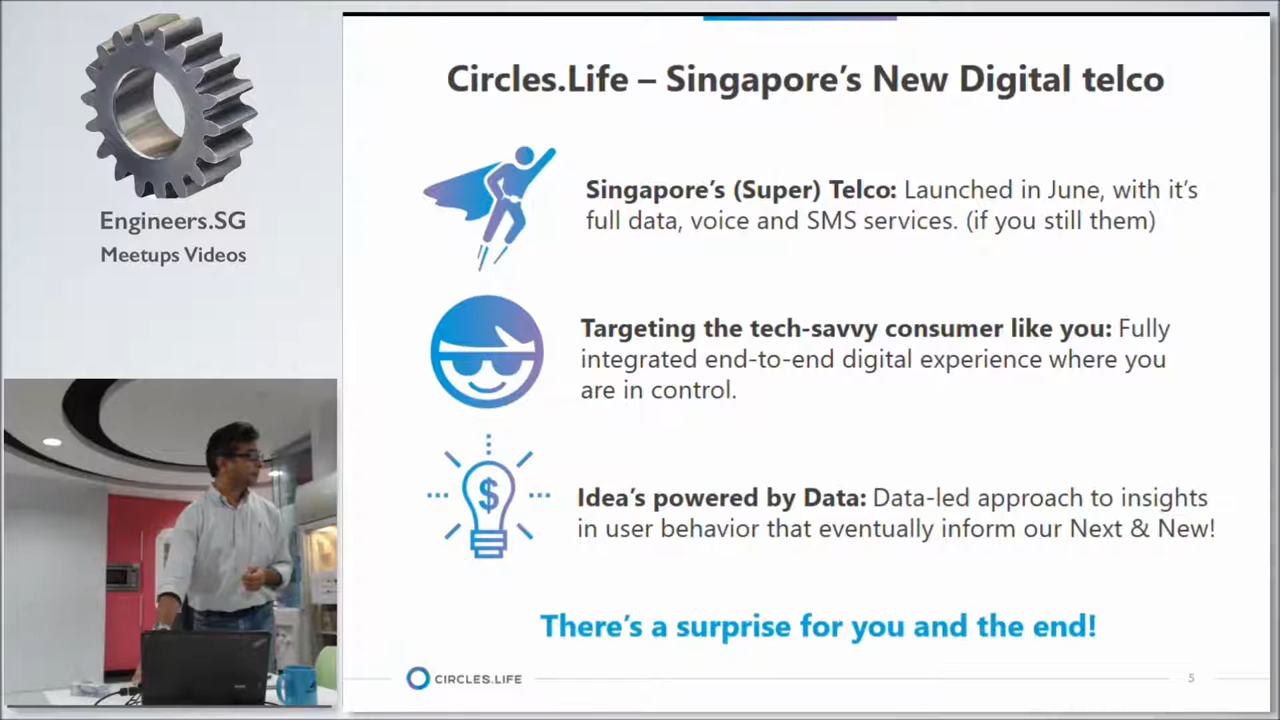 Engineers.SG
Meetups Videos
Circles.Life – Singapore's New Digital telco
Singapore's (Super) Telco: Launched in June, with it's
full data, voice and SMS services. (if you still them)
Targeting the tech-savvy consumer like you: Fully
integrated end-to-end digital experience where you
are in control.
$
Idea's powered by Data: Data-led approach to insights
in user behavior that eventually inform our Next & New!
There's a surprise for you and the end!
CIRCLES.LIFE
5